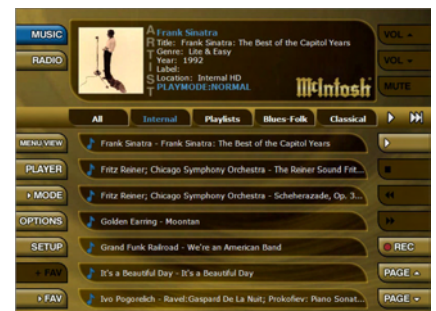 MUSIC
RADIO
ARTIST
Frank Sinatra
Title: Frank Sinatra: The Best of the Capitol Years
Genre: Lite & Easy
Year: 1992
Label:
Location: Internal HD
PLAYMODE:NORMAL
McIntosh
VOL
VOL
MUTE
All Internal Playlists Blues-Folk Classical
MENU.VIEW
Frank Sinatra - Frank Sinatra: The Best of the Capitol Years
PLAYER
Fritz Reiner; Chicago Symphony Orchestra - The Reiner Sound Frit...
MODE
Fritz Reiner; Chicago Symphony Orchestra - Scheherazade, Op. 3...
OPTIONS
Golden Earring - Moontan
SETUP
Grand Funk Railroad - We're an American Band
REC
+ FAV
It's a Beautiful Day - It's a Beautiful Day
PAGE
FAV
Ivo Pogorelich - Ravel:Gaspard De La Nuit; Prokofiev: Piano Sonat...
PAGE